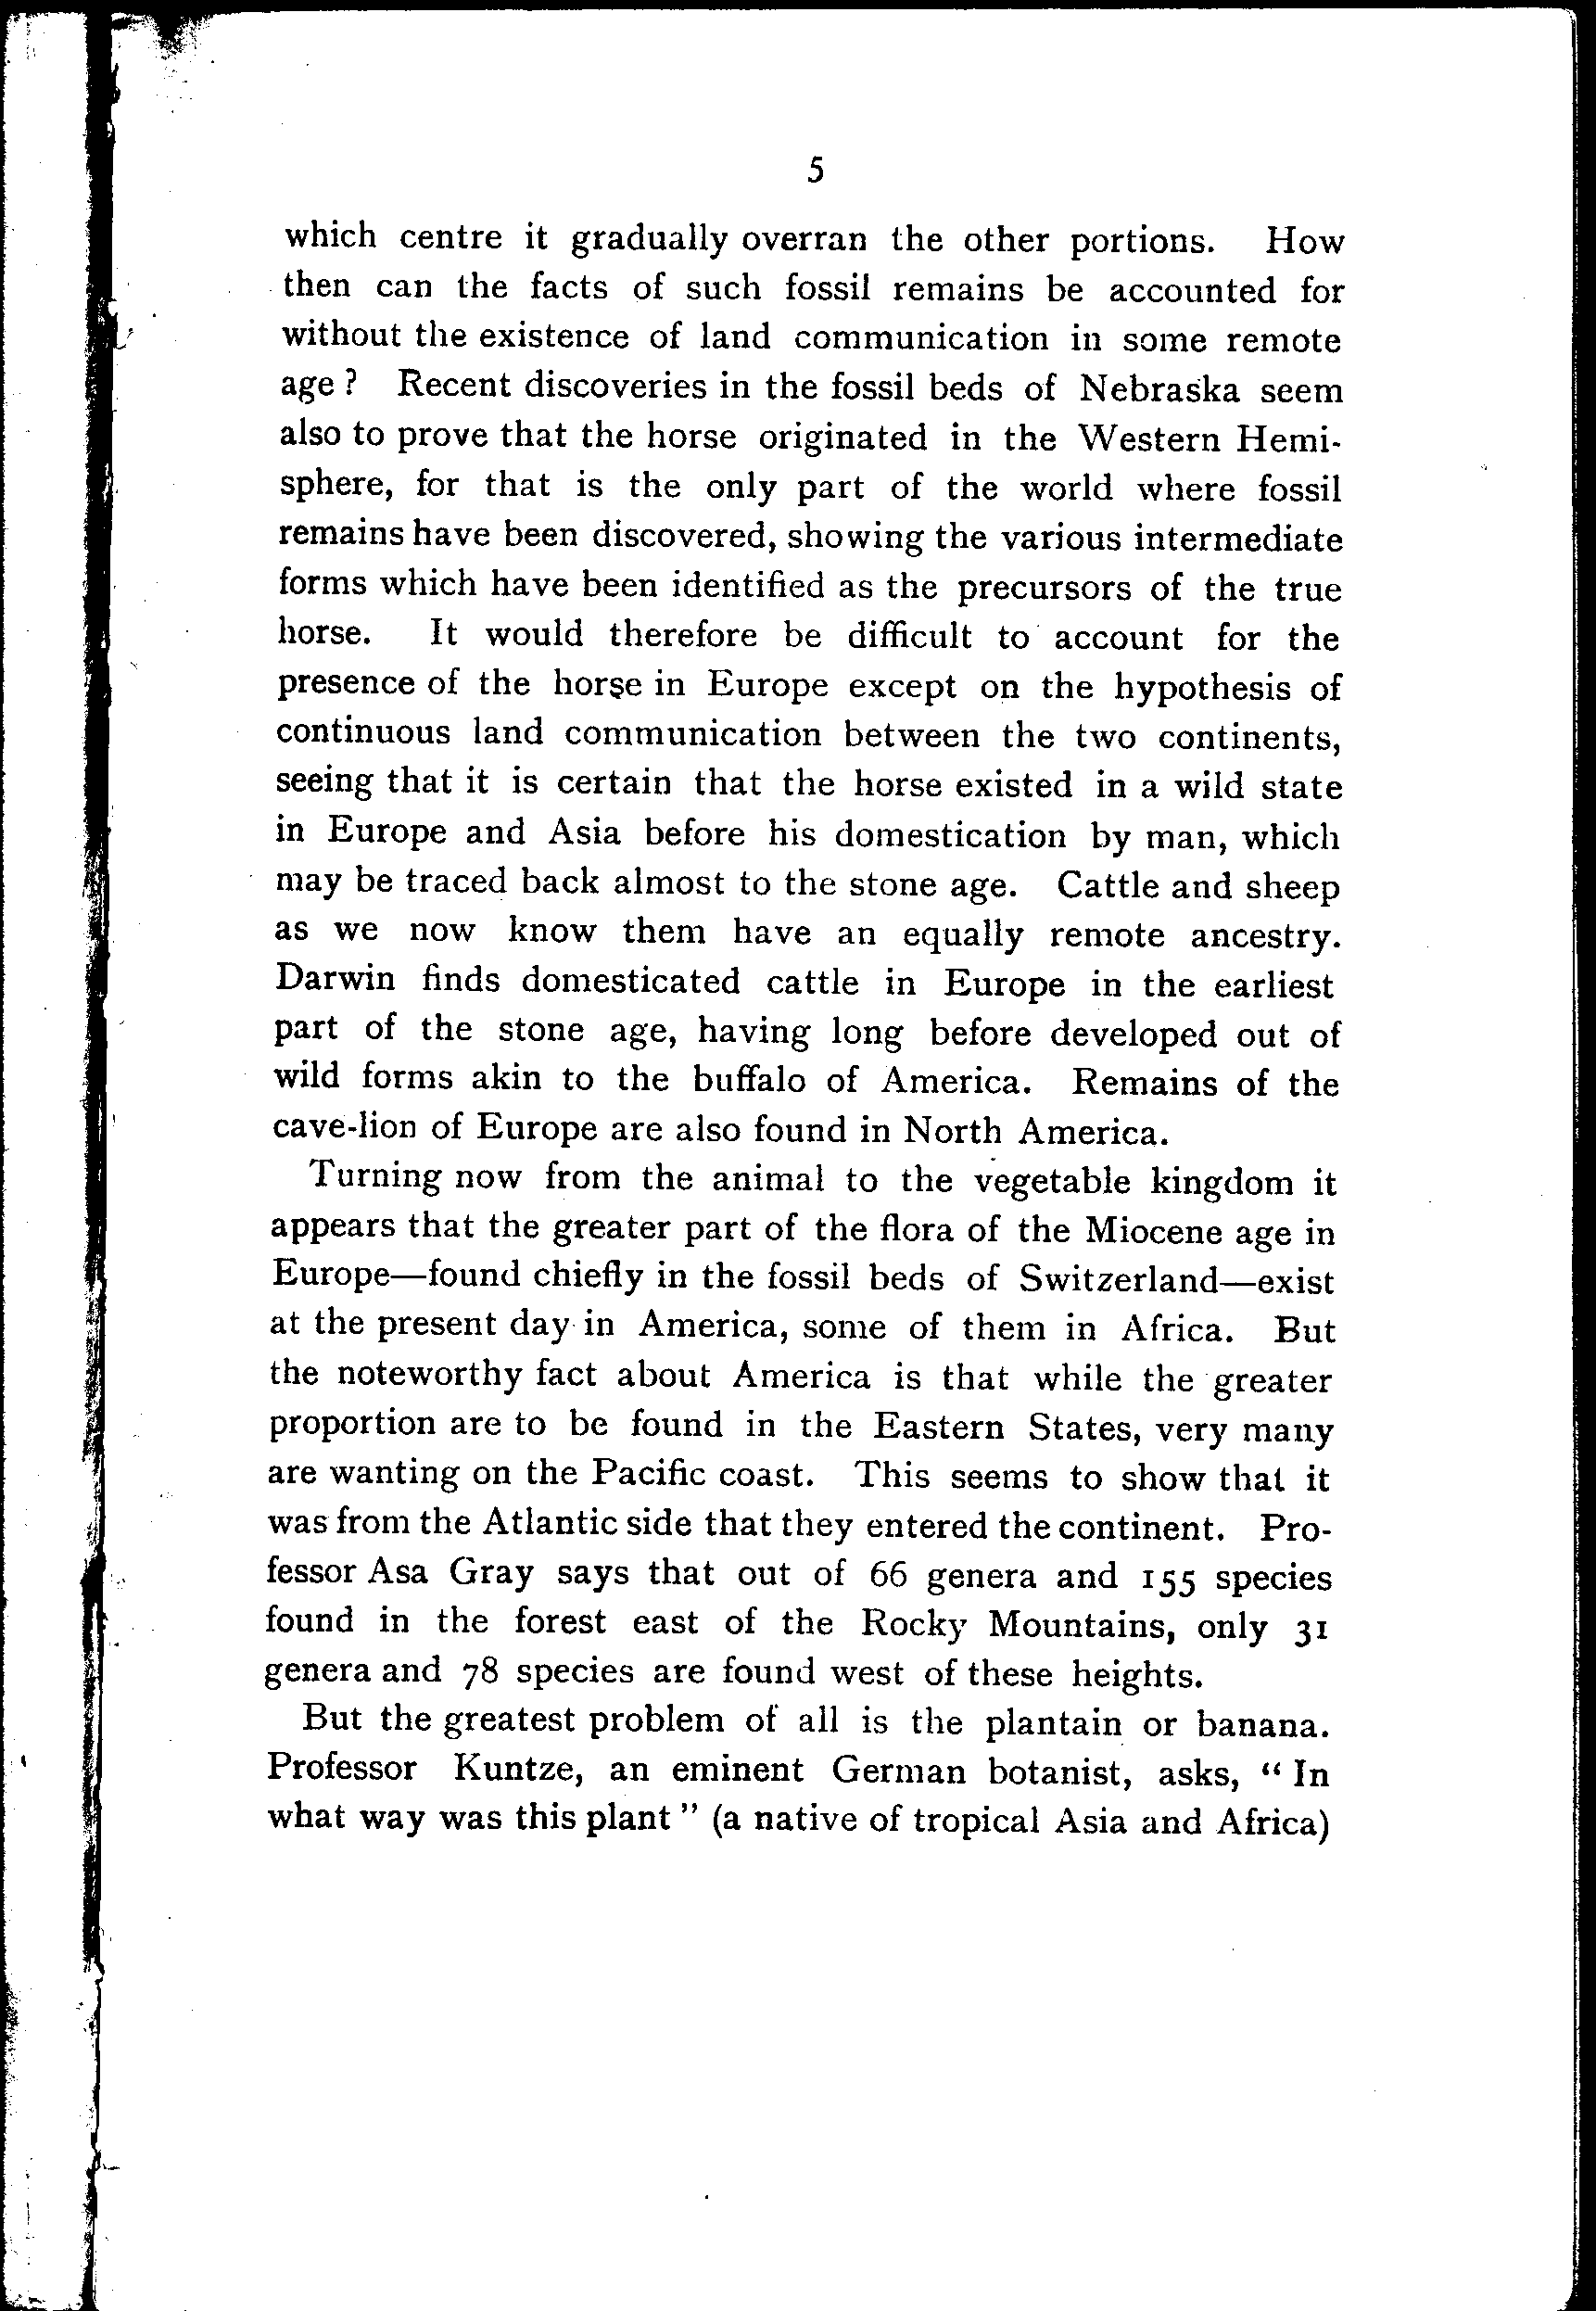 5
which centre it gradually overran the other portions. How
then can the facts of such fossil remains be accounted for
without the existence of land communication in some remote
age ? Recent discoveries in the fossil beds of Nebraska seem
also to prove that the horse originated in the Western Hemi-
sphere, for that is the only part of the world where fossil
remains have been discovered, showing the various intermediate
forms which have been identified as the precursors of the true
horse. It would therefore be difficult to account for the
presence of the horse in Europe except on the hypothesis of
continuous land communication between the two continents,
seeing that it is certain that the horse existed in a wild state
in Europe and Asia before his domestication by man, which
may be traced back almost to the stone age. Cattle and sheep
as we now know them have an equally remote ancestry.
Darwin finds domesticated cattle in Europe in the earliest
part of the stone age, having long before developed out of
wild forms akin to the buffalo of America. Remains of the
cave-lion of Europe are also found in North America.
Turning now from the animal to the vegetable kingdom it
appears that the greater part of the flora of the Miocene age in
Europe—found chiefly in the fossil beds of Switzerland—exist
at the present day in America, some of them in Africa. But
the noteworthy fact about America is that while the greater
proportion are to be found in the Eastern States, very many
are wanting on the Pacific coast. This seems to show that it
was from the Atlantic side that they entered the continent. Pro-
fessor Asa Gray says that out of 66 genera and 155 species
found in the forest east of the Rocky Mountains, only 31
genera and 78 species are found west of these heights.
But the greatest problem of all is the plantain or banana.
Professor Kuntze, an eminent German botanist, asks, “ In
what way was this plant ” (a native of tropical Asia and Africa)